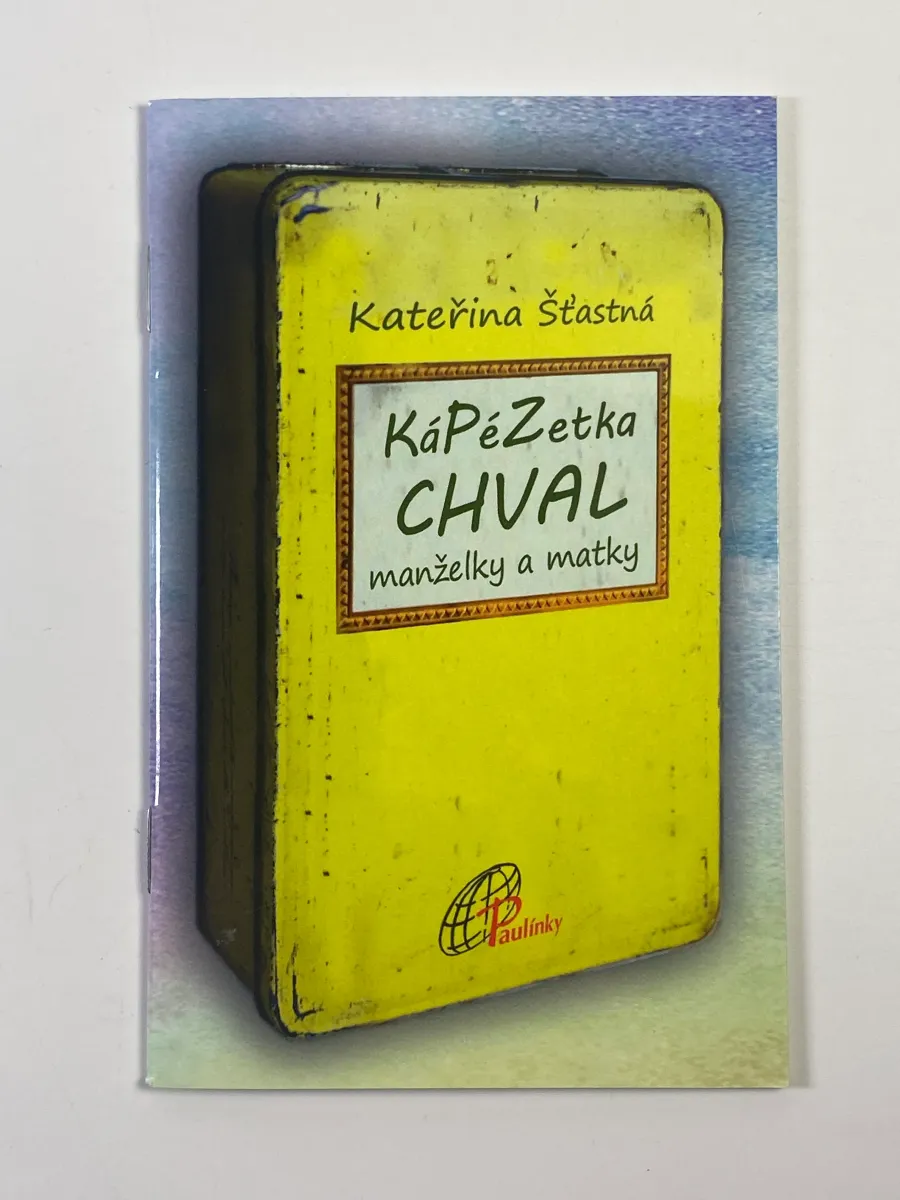 Kateřina Šťastná
KáPéZetka
CHVAL
manželky a matky
Paulínky